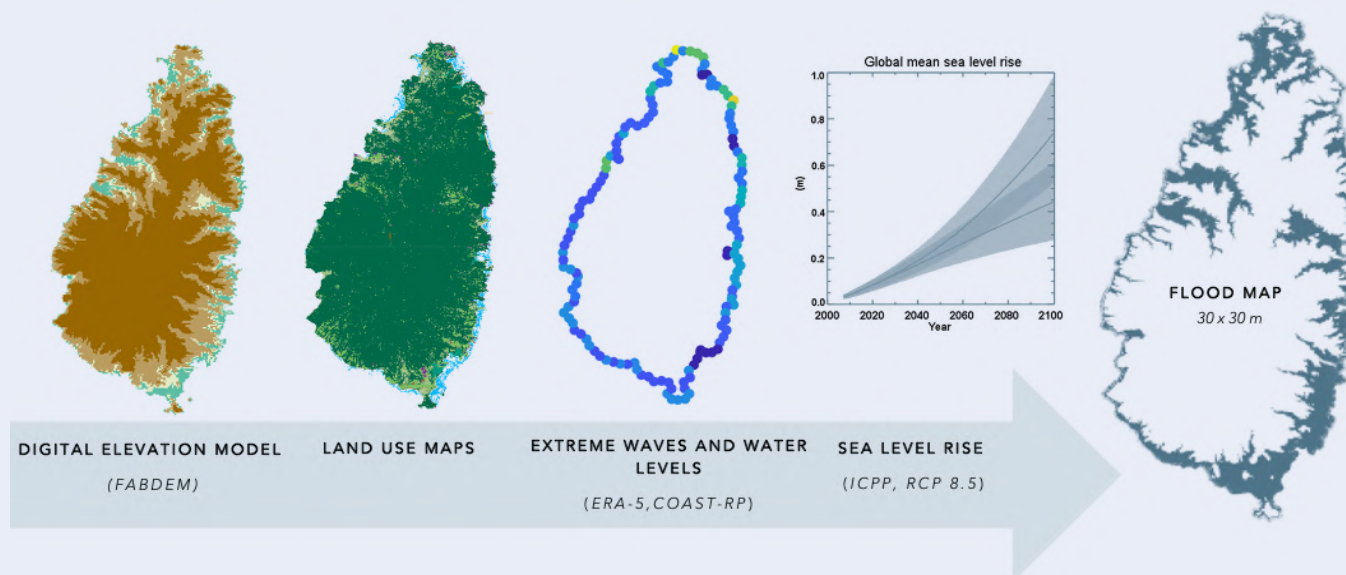 Global mean sea level rise
1.0
0.8
0.6
0.4
0.2
0.0
(m)
2000 2020 2040 2060 2080 2100
Year
FLOOD MAP
30 x 30 m
DIGITAL ELEVATION MODEL
(FABDEM)
LAND USE MAPS
EXTREME WAVES AND WATER
LEVELS
(ERA-5,COAST-RP)
SEA LEVEL RISE
(ICPP, RCP 8.5)